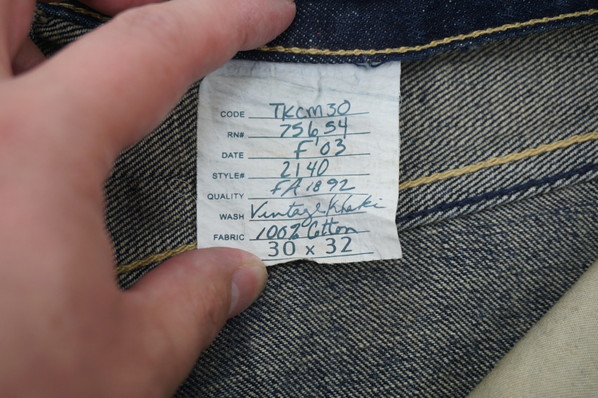 CODE TKCM30
RN# 75654
DATE F'03
STYLE# 2140
QUALITY FA1892
WASH Vintage Khaki
FABRIC 100% Cotton
30 x 32